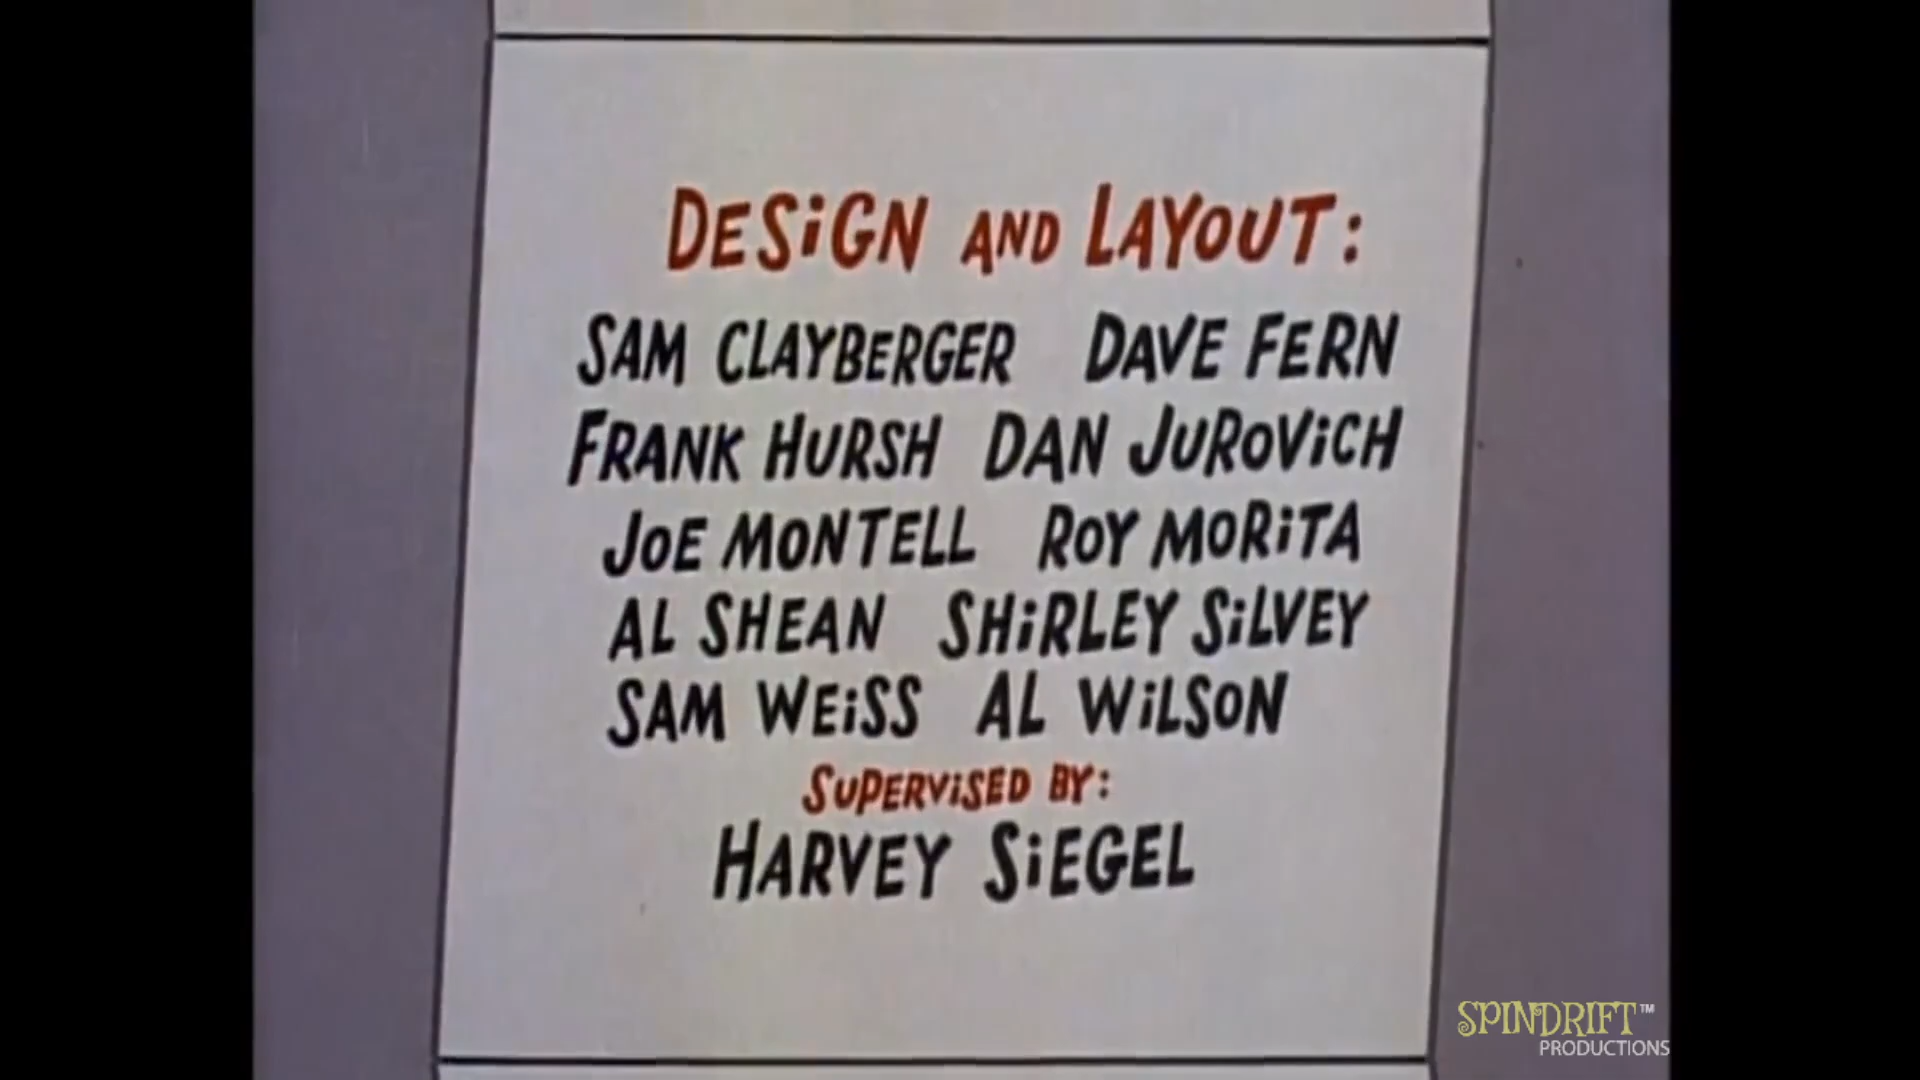 DESiGN AND LAYOUT:
SAM CLAYBERGER DAVE FERN
FRANK HURSH DAN JUROViCH
JOE MONTELL ROY MORiTA
AL SHEAN SHiRLEY SiLVEY
SAM WEiSS AL WiLSON
SUPERViSED BY:
HARVEY SiEGEL
SPINDRIFT™
PRODUCTIONS